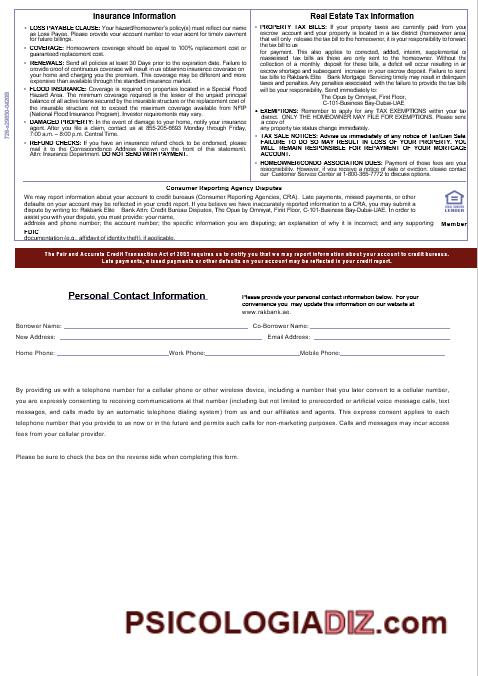 Insurance Information
• LOSS PAYABLE CLAUSE: Your hazard/homeowner's policy(s) must reflect our name
as Loss Payee. Please provide your account number to your agent for timely payment
for future billings.
• COVERAGE: Homeowners coverage should be equal to 100% replacement cost or
guaranteed replacement cost.
• RENEWALS: Send all policies at least 30 Days prior to the expiration date. Failure to
provide proof of continuous coverage will result in us obtaining insurance coverage on
your home and charging you the premium. This coverage may be different and more
expensive than available through the standard insurance market.
• FLOOD INSURANCE: Coverage is required on properties located in a Special Flood
Hazard Area. The minimum coverage required is the lesser of the unpaid principal
balance of all active loans secured by the insurable structure or the replacement cost of
the insurable structure not to exceed the maximum coverage available from NFIP
(National Flood Insurance Program). Investor requirements may vary.
• DAMAGED PROPERTY: In the event of damage to your home, notify your insurance
agent. After you file a claim, contact us at 855-205-6693 Monday through Friday,
7:00 a.m. – 8:00 p.m. Central Time.
• REFUND CHECKS: If you have an insurance refund check to be endorsed, please
mail it to the Correspondence Address (shown on the front of this statement).
Attn: Insurance Department. DO NOT SEND WITH PAYMENT.
Real Estate Tax Information
• PROPERTY TAX BILLS: If your property taxes are currently paid from your
escrow account and your property is located in a tax district (homeowner area
that will only release the tax bill to the homeowner, it is your responsibility to forward
the tax bill to us
for payment. This also applies to corrected, added, interim, supplemental or
reassessed tax bills as these are only sent to the homeowner. Without the
collection of a monthly deposit for these bills, a deficit will occur resulting in an
escrow shortage and subsequent increase in your escrow deposit. Failure to sent
tax bills to Rakbank Elite Bank Mortgage. Servicing timely may result in delinquent
taxes and penalties. Any penalties associated with the failure to provide the tax bills
will be your responsibility. Send immediately to:
The Opus by Omniyat, First Floor,
C-101-Business Bay-Dubai-UAE
• EXEMPTIONS: Remember to apply for any TAX EXEMPTIONS within your tax
district. ONLY THE HOMEOWNER MAY FILE FOR EXEMPTIONS. Please send
a copy of
any property tax status change immediately.
• TAX SALE NOTICES: Advise us immediately of any notice of Tax/Lien Sale.
FAILURE TO DO SO MAY RESULT IN LOSS OF YOUR PROPERTY. YOU
WILL REMAIN RESPONSIBLE FOR REPAYMENT OF YOUR MORTGAGE
ACCOUNT.
• HOMEOWNER/CONDO ASSOCIATION DUES: Payment of those fees are your
responsibility. However, if you receive a notice of sale or eviction, please contact
our Customer Service Center at 1-800-365-7772 to discuss options.
Consumer Reporting Agency Disputes
We may report information about your account to credit bureaus (Consumer Reporting Agencies, CRA). Late payments, missed payments, or other
defaults on your account may be reflected in your credit report. If you believe we have inaccurately reported information to a CRA, you may submit a
dispute by writing to: Rakbank Elite Bank Attn: Credit Bureau Disputes, The Opus by Omniyat, First Floor, C-101-Business Bay-Dubai-UAE. In order to
assist you with your dispute, you must provide: your name,
address and phone number; the account number; the specific information you are disputing; an explanation of why it is incorrect; and any supporting
Member
FDIC
documentation (e.g., affidavit of identity theft), if applicable.
The Fair and Accurate Credit Transaction Act of 2003 requires us to notify you that we may report information about your account to credit bureaus.
Late payments, missed payments or other defaults on your account may be reflected in your credit report.
Personal Contact Information
Please provide your personal contact information below. For your
convenience you may update this information on our website at
www.rakbank.ae.
Borrower Name: Co-Borrower Name:
New Address: Email Address:
Home Phone: Work Phone: Mobile Phone:
By providing us with a telephone number for a cellular phone or other wireless device, including a number that you later convert to a cellular number,
you are expressly consenting to receiving communications at that number (including but not limited to prerecorded or artificial voice message calls, text
messages, and calls made by an automatic telephone dialing system) from us and our affiliates and agents. This express consent applies to each
telephone number that you provide to us now or in the future and permits such calls for non-marketing purposes. Calls and messages may incur access
fees from your cellular provider.
Please be sure to check the box on the reverse side when completing this form.
PSICOLOGIADIZ.com